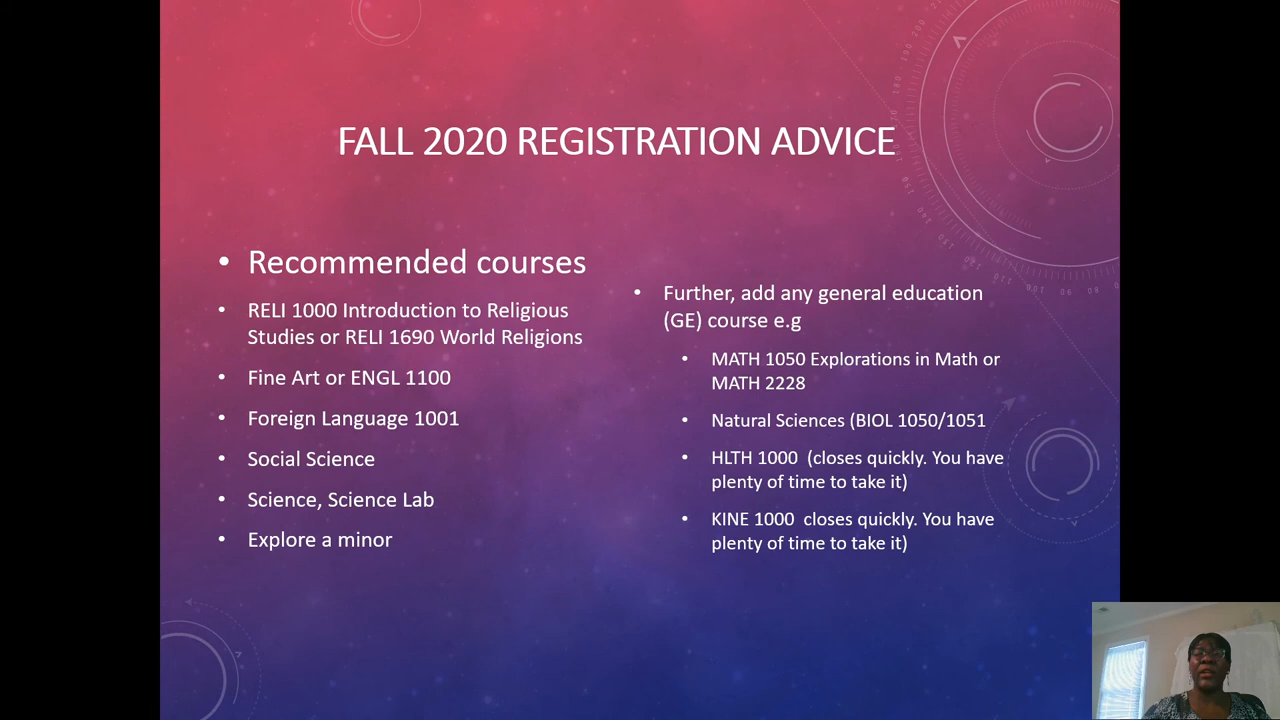 FALL 2020 REGISTRATION ADVICE
• Recommended courses
• RELI 1000 Introduction to Religious
Studies or RELI 1690 World Religions
• Fine Art or ENGL 1100
• Foreign Language 1001
• Social Science
• Science, Science Lab
• Explore a minor
• Further, add any general education
(GE) course e.g
• MATH 1050 Explorations in Math or
MATH 2228
• Natural Sciences (BIOL 1050/1051
• HLTH 1000  (closes quickly. You have
plenty of time to take it)
• KINE 1000  closes quickly. You have
plenty of time to take it)